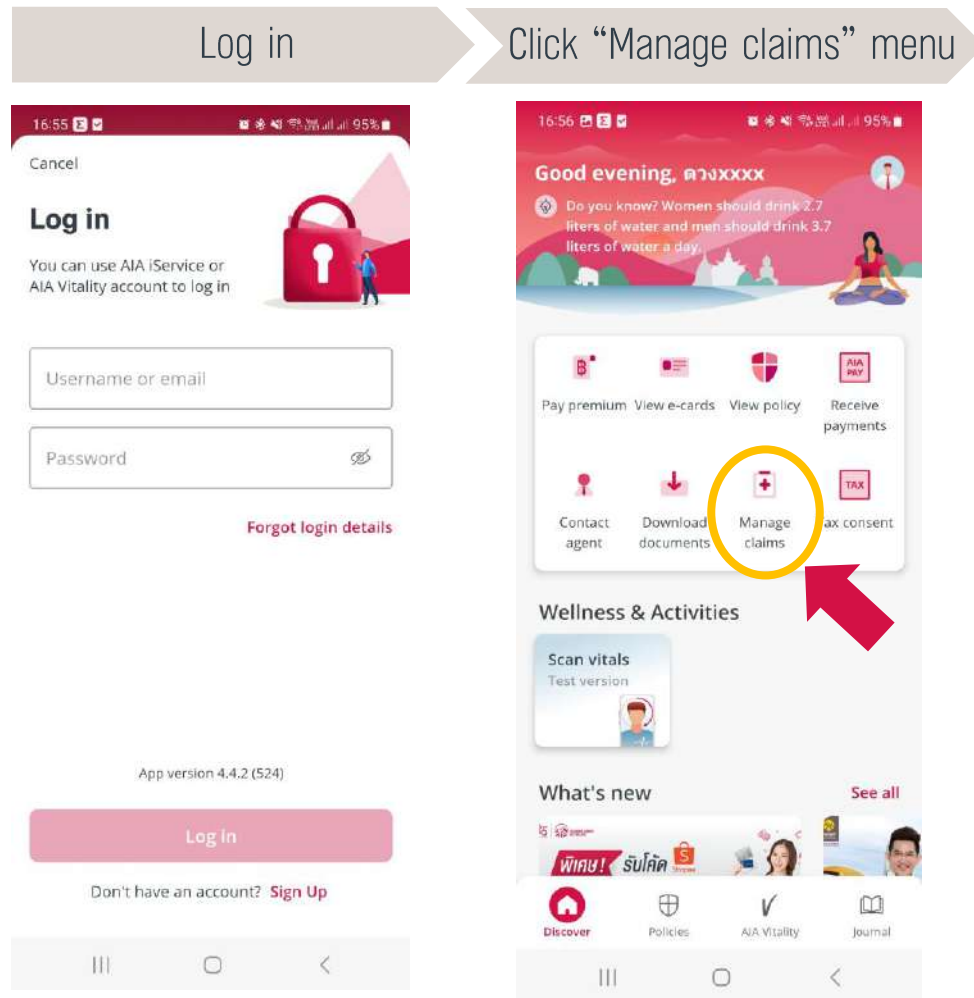 Log in
Click “Manage claims” menu
16:55
95%
Cancel
Log in
You can use AIA iService or
AIA Vitality account to log in
Username or email
Password
Forgot login details
App version 4.4.2 (524)
Log in
Don't have an account? Sign Up
16:56
95%
Good evening, ดวงxxxx
Do you know? Women should drink 2.7
liters of water and men should drink 3.7
liters of water a day.
AIA
PAY
Pay premium View e-cards View policy Receive
payments
TAX
Contact
agent
Download
documents
Manage
claims
ax consent
Wellness & Activities
Scan vitals
Test version
What's new
See all
พิเศษ! รับโค้ด
Discover Policies AIA Vitality Journal